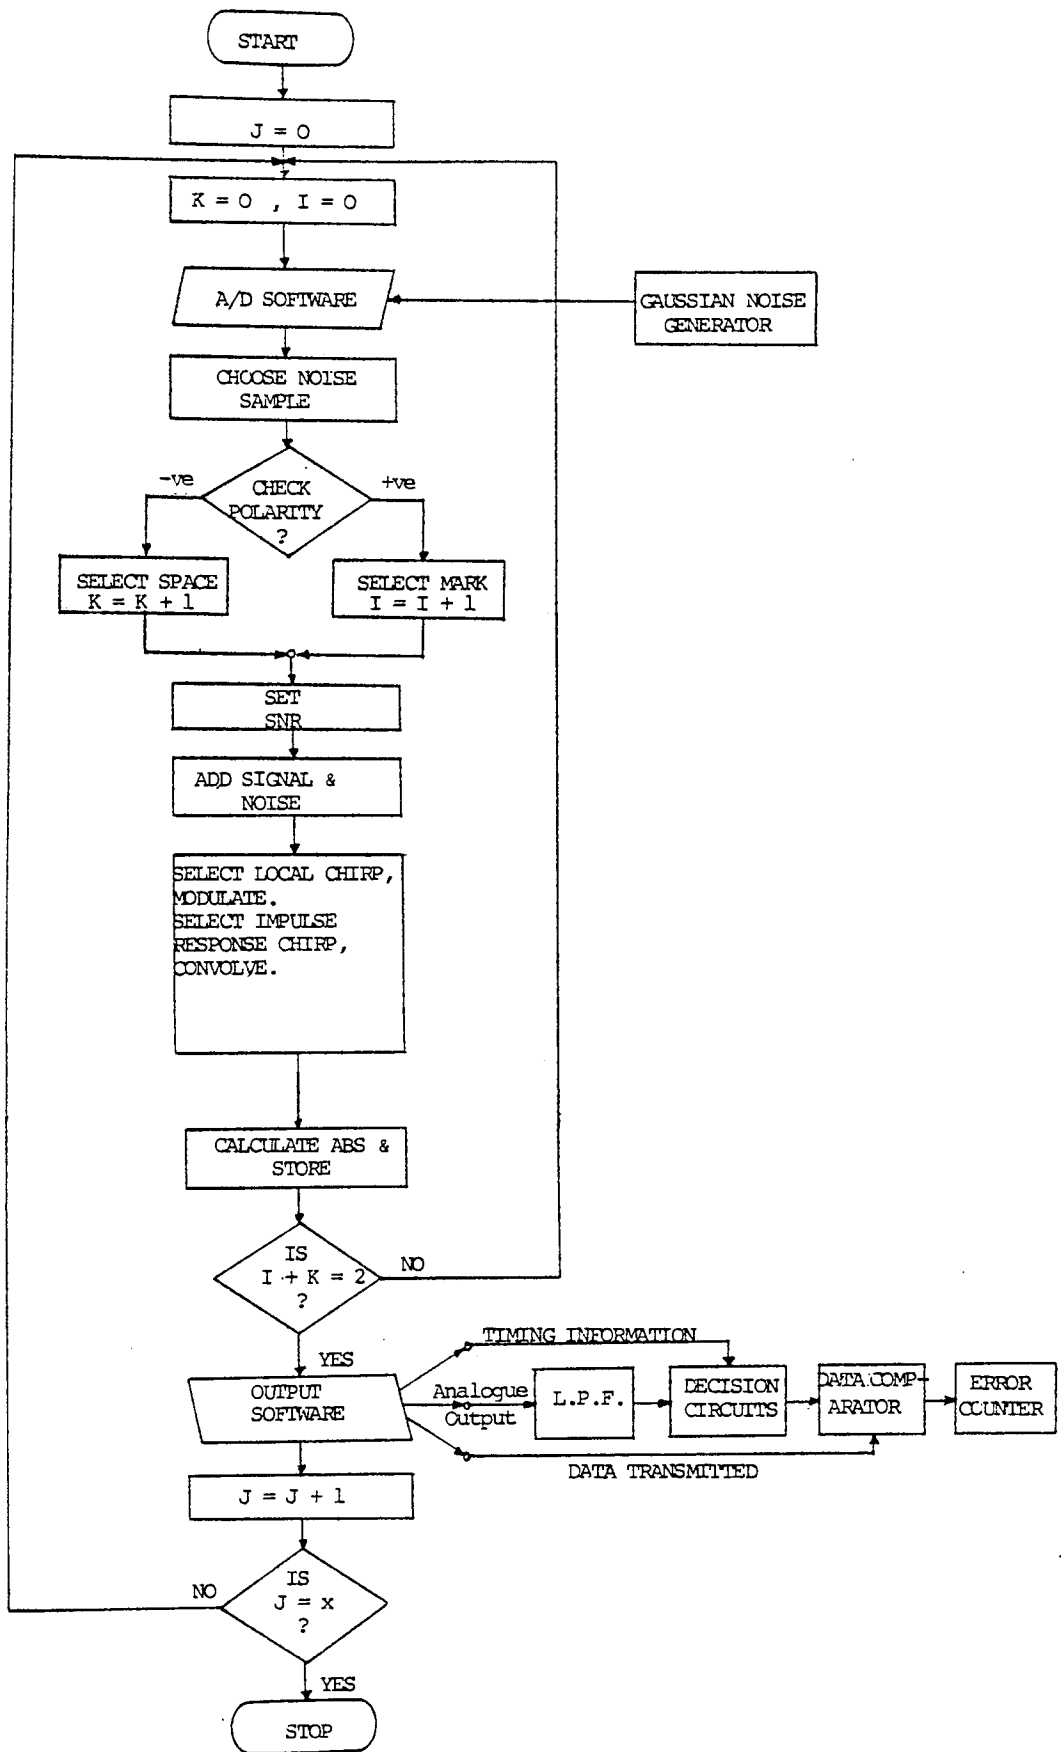 START
J = 0
K = 0 , I = 0
A/D SOFTWARE
GAUSSIAN NOISE
GENERATOR
CHOOSE NOISE
SAMPLE
-ve
+ve
CHECK
POLARITY
?
SELECT SPACE
K = K + 1
SELECT MARK
I = I + 1
SET
SNR
ADD SIGNAL &
NOISE
SELECT LOCAL CHIRP,
MODULATE.
SELECT IMPULSE
RESPONSE CHIRP,
CONVOLVE.
CALCULATE ABS &
STORE
IS
I + K = 2
?
NO
YES
TIMING INFORMATION
OUTPUT
SOFTWARE
Analogue
Output
L.P.F.
DECISION
CIRCUITS
DATA COMP-
ARATOR
ERROR
COUNTER
DATA TRANSMITTED
J = J + 1
NO
IS
J = x
?
YES
STOP